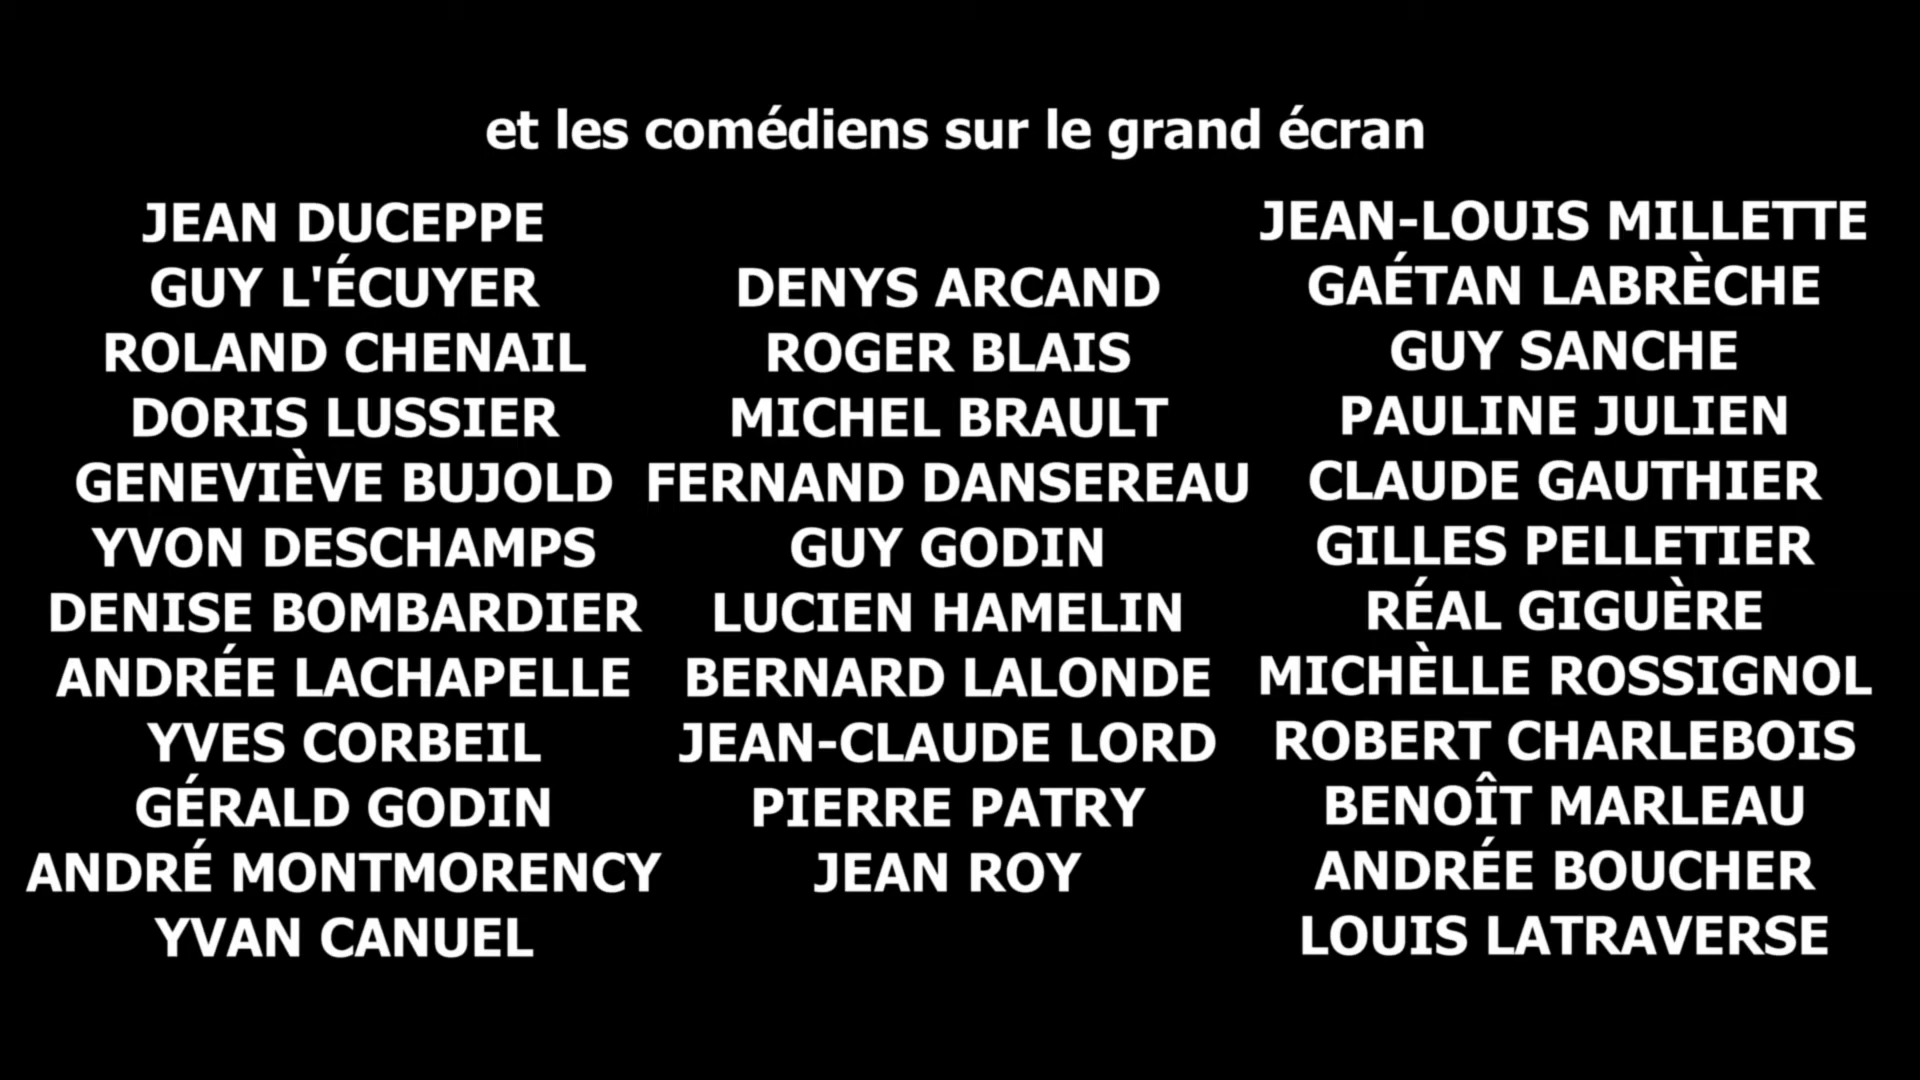 et les comédiens sur le grand écran
JEAN DUCEPPE
GUY L'ÉCUYER
ROLAND CHENAIL
DORIS LUSSIER
GENEVIÈVE BUJOLD
YVON DESCHAMPS
DENISE BOMBARDIER
ANDRÉE LACHAPELLE
YVES CORBEIL
GÉRALD GODIN
ANDRÉ MONTMORENCY
YVAN CANUEL
DENYS ARCAND
ROGER BLAIS
MICHEL BRAULT
FERNAND DANSEREAU
GUY GODIN
LUCIEN HAMELIN
BERNARD LALONDE
JEAN-CLAUDE LORD
PIERRE PATRY
JEAN ROY
JEAN-LOUIS MILLETTE
GAÉTAN LABRÈCHE
GUY SANCHE
PAULINE JULIEN
CLAUDE GAUTHIER
GILLES PELLETIER
RÉAL GIGUÈRE
MICHÈLLE ROSSIGNOL
ROBERT CHARLEBOIS
BENOÎT MARLEAU
ANDRÉE BOUCHER
LOUIS LATRAVERSE